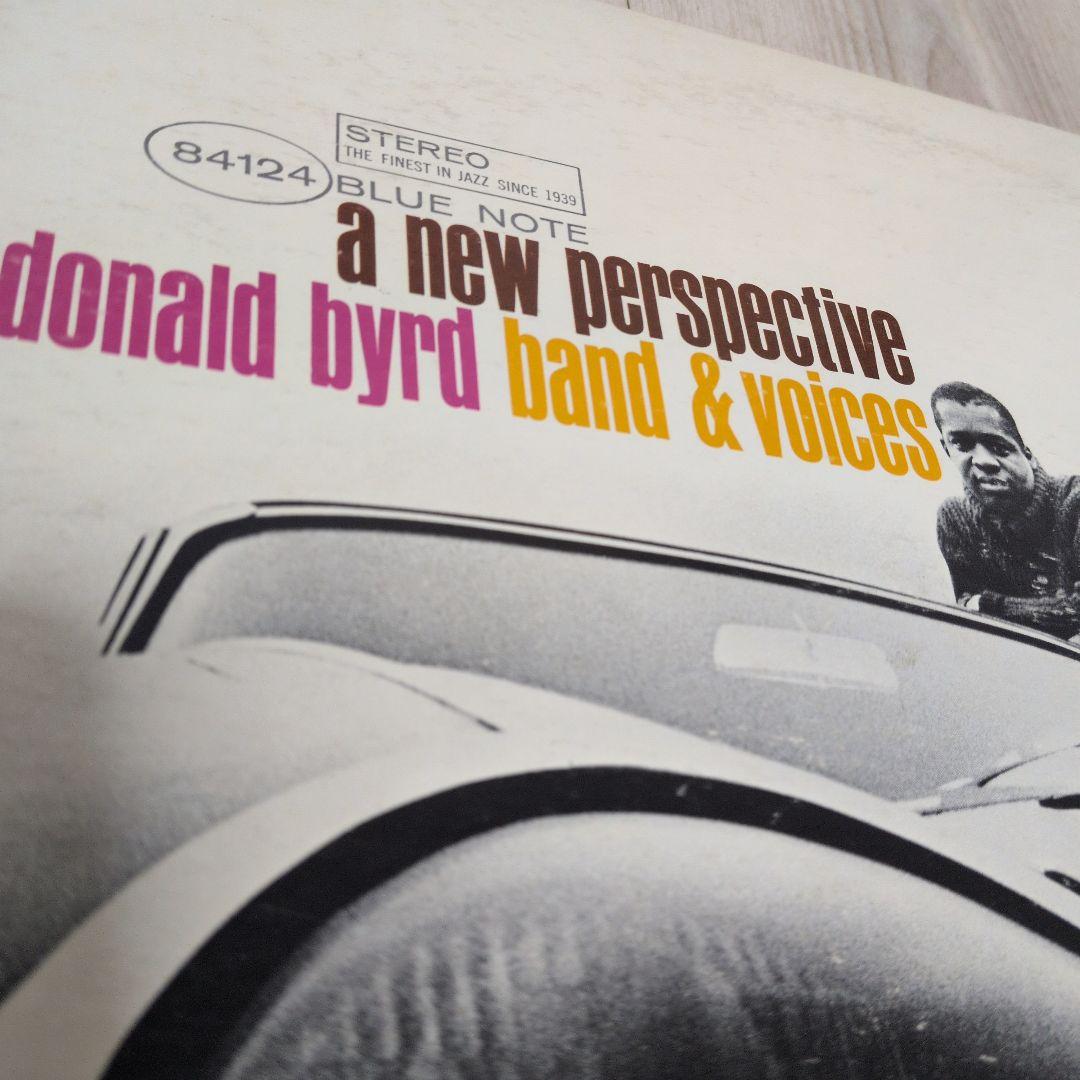 84124
STEREO
THE FINEST IN JAZZ SINCE 1939
BLUE NOTE
a new perspective
donald byrd band & voices